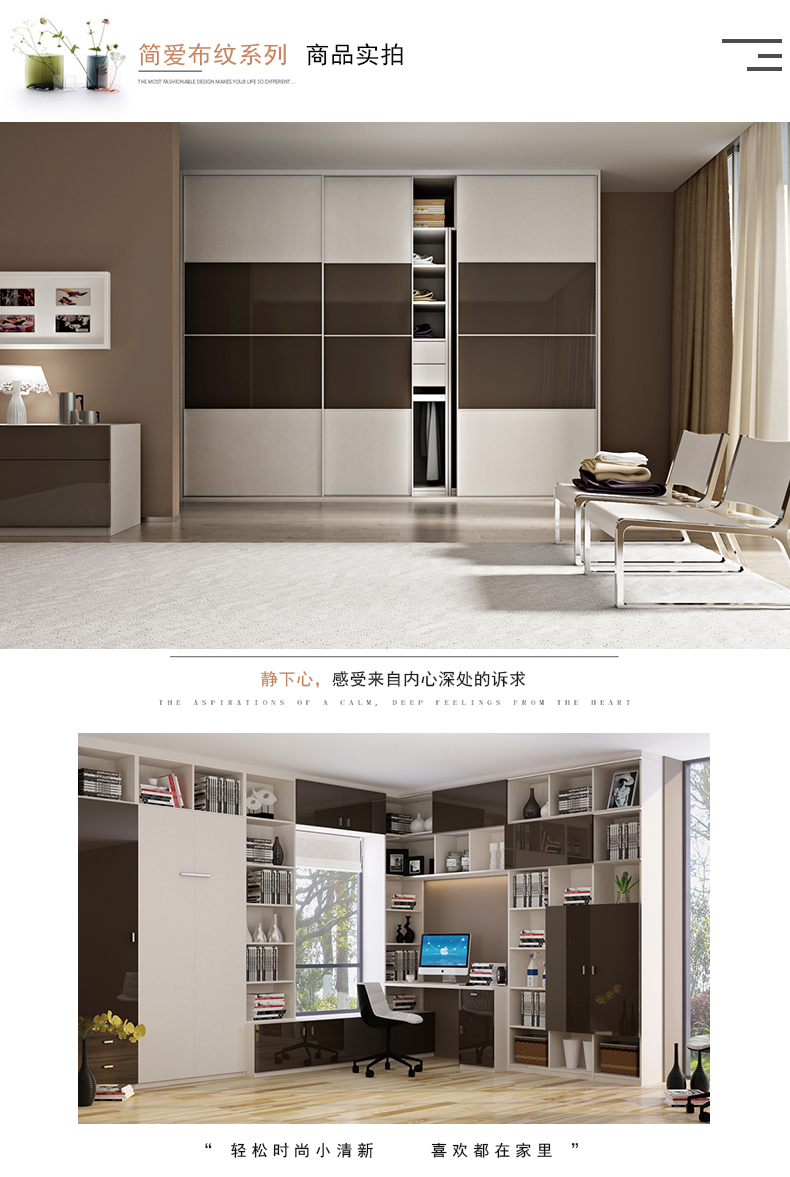 简爱布纹系列 商品实拍
THE MOST FASHIONABLE DESIGN MAKES YOUR LIFE SO DIFFERENT...
静下心，感受来自内心深处的诉求
THE ASPIRATIONS OF A CALM, DEEP FEELINGS FROM THE HEART
“ 轻松时尚小清新 喜欢都在家里 ”